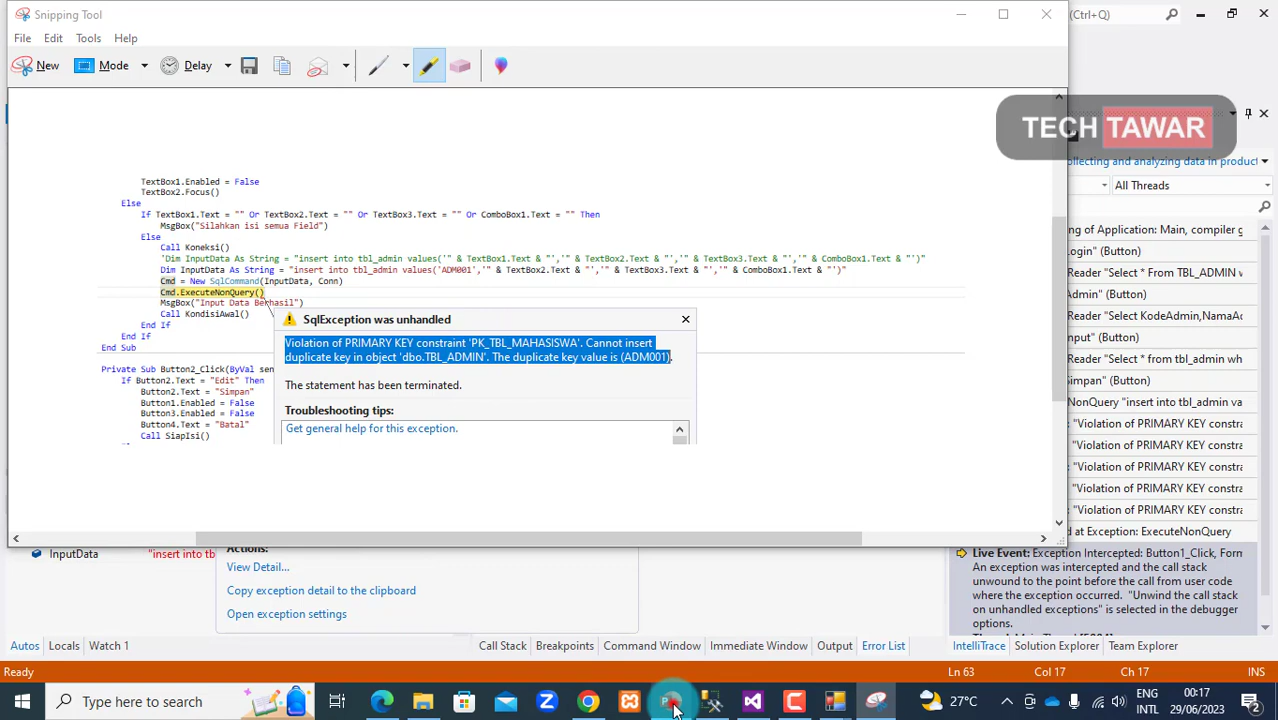 Snipping Tool
(Ctrl+Q)
File Edit Tools Help
New Mode Delay
TECH TAWAR
TextBox1.Enabled = False
TextBox2.Focus()
Else
If TextBox1.Text = "" Or TextBox2.Text = "" Or TextBox3.Text = "" Or ComboBox1.Text = "" Then
MsgBox("Silahkan isi semua Field")
Else
Call Koneksi()
'Dim InputData As String = "insert into tbl_admin values('" & TextBox1.Text & "','" & TextBox2.Text & "','" & TextBox3.Text & "','" & ComboBox1.Text & "')"
Dim InputData As String = "insert into tbl_admin values('ADM001','" & TextBox2.Text & "','" & TextBox3.Text & "','" & ComboBox1.Text & "')"
Cmd = New SqlCommand(InputData, Conn)
Cmd.ExecuteNonQuery()
MsgBox("Input Data Berhasil")
Call KondisiAwal()
End If
End If
End Sub
Private Sub Button2_Click(ByVal sen
If Button2.Text = "Edit" Then
Button2.Text = "Simpan"
Button1.Enabled = False
Button3.Enabled = False
Button4.Text = "Batal"
Call SiapIsi()
SqlException was unhandled
Violation of PRIMARY KEY constraint 'PK_TBL_MAHASISWA'. Cannot insert
duplicate key in object 'dbo.TBL_ADMIN'. The duplicate key value is (ADM001).
The statement has been terminated.
Troubleshooting tips:
Get general help for this exception.
ollecting and analyzing data in product
All Threads
ng of Application: Main, compiler g
ogin" (Button)
Reader "Select * From TBL_ADMIN
Admin" (Button)
Reader "Select KodeAdmin,NamaAd
nput" (Button)
Reader "Select * from tbl_admin wh
Simpan" (Button)
NonQuery "insert into tbl_admin va
"Violation of PRIMARY KEY constra
"Violation of PRIMARY KEY constra
"Violation of PRIMARY KEY constra
"Violation of PRIMARY KEY constra
"Violation of PRIMARY KEY constra
d at Exception: ExecuteNonQuery
Live Event: Exception Intercepted: Button1_Click, Form
An exception was intercepted and the call stack
unwound to the point before the call from user code
where the exception occurred. "Unwind the call stack
on unhandled exceptions" is selected in the debugger
options.
InputData "insert into tb
Actions:
View Detail...
Copy exception detail to the clipboard
Open exception settings
Autos Locals Watch 1 Call Stack Breakpoints Command Window Immediate Window Output Error List IntelliTrace Solution Explorer Team Explorer
Ready Ln 63 Col 17 Ch 17 INS
Type here to search 27°C ENG INTL 00:17 29/06/2023 2